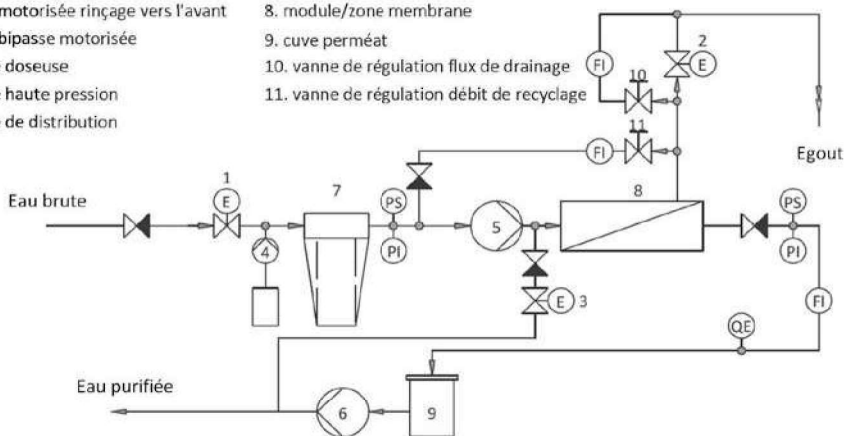 motorisée rinçage vers l'avant
bipasse motorisée
doseuse
haute pression
de distribution
8. module/zone membrane
9. cuve perméat
10. vanne de régulation flux de drainage
11. vanne de régulation débit de recyclage
2
FI
E
10
11
FI
Egout
1
Eau brute
E
7
PS
8
PS
4
PI
5
PI
E 3
FI
QE
Eau purifiée
6
9